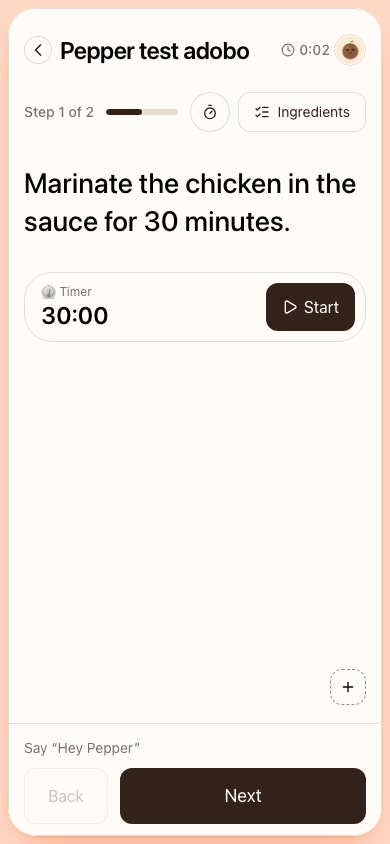 Pepper test adobo
0:02
Step 1 of 2
Ingredients
Marinate the chicken in the
sauce for 30 minutes.
Timer
30:00
Start
Say “Hey Pepper”
Back
Next